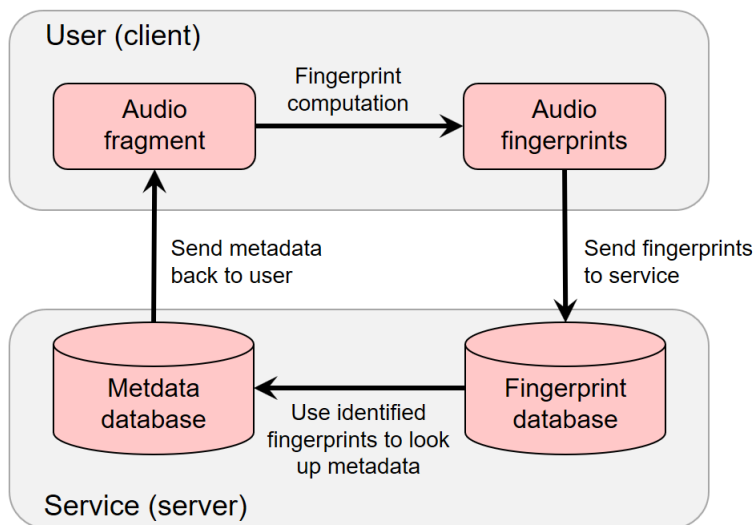 User (client)
Audio
fragment
Fingerprint
computation
Audio
fingerprints
Send metadata
back to user
Send fingerprints
to service
Metdata
database
Use identified
fingerprints to look
up metadata
Fingerprint
database
Service (server)